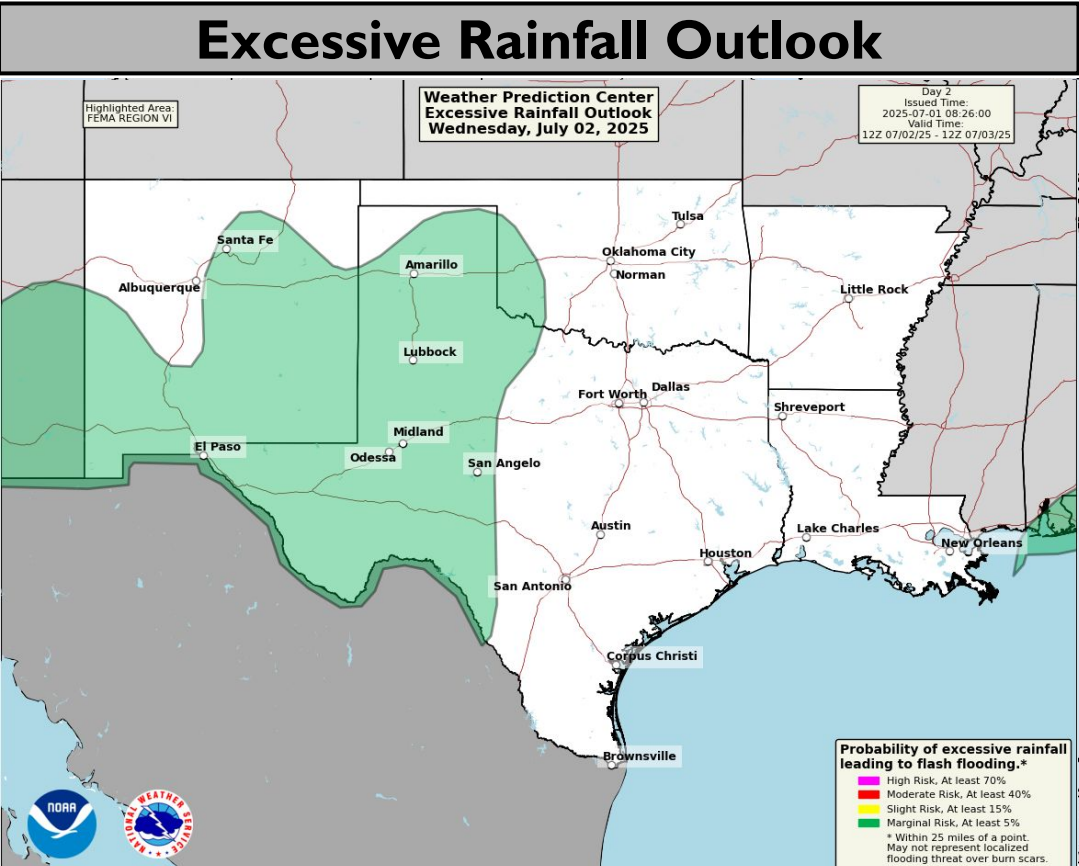 Excessive Rainfall Outlook
Highlighted Area:
FEMA REGION VI
Weather Prediction Center
Excessive Rainfall Outlook
Wednesday, July 02, 2025
Day 2
Issued Time:
2025-07-01 08:26:00
Valid Time:
12Z 07/02/25 - 12Z 07/03/25
Tulsa
Santa Fe
Oklahoma City
Amarillo
Norman
Albuquerque
Little Rock
Lubbock
Dallas
Fort Worth
Shreveport
Midland
El Paso
Odessa
San Angelo
Austin
Lake Charles
New Orleans
Houston
San Antonio
Corpus Christi
Brownsville
Probability of excessive rainfall
leading to flash flooding.*
High Risk, At least 70%
Moderate Risk, At least 40%
Slight Risk, At least 15%
Marginal Risk, At least 5%
* Within 25 miles of a point.
May not represent localized
flooding threat over burn scars.
NOAA
NATIONAL WEATHER SERVICE